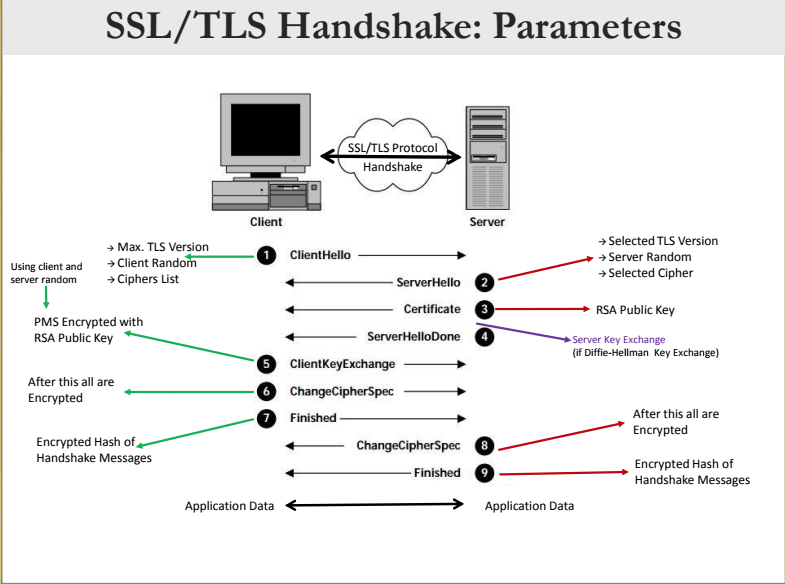 SSL/TLS Handshake: Parameters
SSL/TLS Protocol
Handshake
Client
Server
→ Max. TLS Version
→ Client Random
→ Ciphers List
1 ClientHello
→ Selected TLS Version
→ Server Random
→ Selected Cipher
Using client and
server random
ServerHello 2
Certificate 3
RSA Public Key
PMS Encrypted with
RSA Public Key
ServerHelloDone 4
Server Key Exchange
(if Diffie-Hellman Key Exchange)
5 ClientKeyExchange
After this all are
Encrypted
6 ChangeCipherSpec
7 Finished
After this all are
Encrypted
Encrypted Hash of
Handshake Messages
ChangeCipherSpec 8
Finished 9
Encrypted Hash of
Handshake Messages
Application Data
Application Data